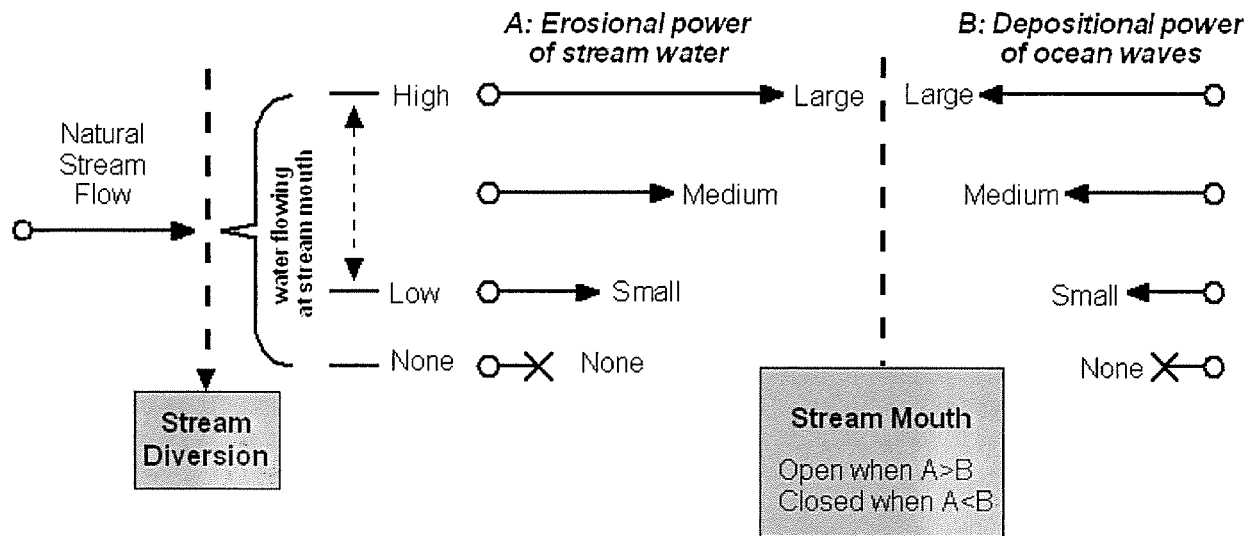 A: Erosional power
of stream water
B: Depositional power
of ocean waves
Natural
Stream
Flow
water flowing
at stream mouth
High
Large
Large
Medium
Medium
Low
Small
Small
None
None
None
Stream
Diversion
Stream Mouth
Open when A>B
Closed when A<B